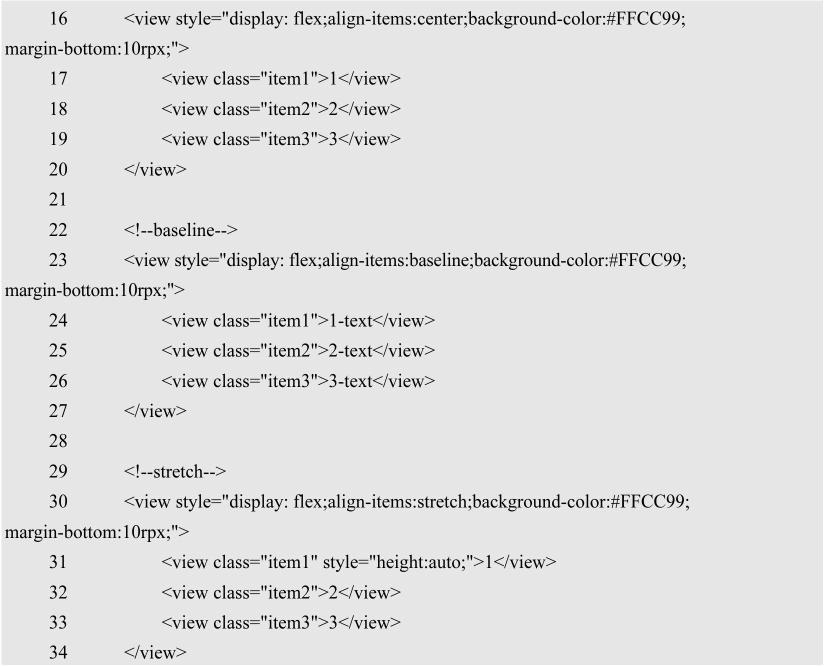 16 <view style="display: flex;align-items:center;background-color:#FFCC99;
margin-bottom:10rpx;">
17 <view class="item1">1</view>
18 <view class="item2">2</view>
19 <view class="item3">3</view>
20 </view>
21
22 <!--baseline-->
23 <view style="display: flex;align-items:baseline;background-color:#FFCC99;
margin-bottom:10rpx;">
24 <view class="item1">1-text</view>
25 <view class="item2">2-text</view>
26 <view class="item3">3-text</view>
27 </view>
28
29 <!--stretch-->
30 <view style="display: flex;align-items:stretch;background-color:#FFCC99;
margin-bottom:10rpx;">
31 <view class="item1" style="height:auto;">1</view>
32 <view class="item2">2</view>
33 <view class="item3">3</view>
34 </view>